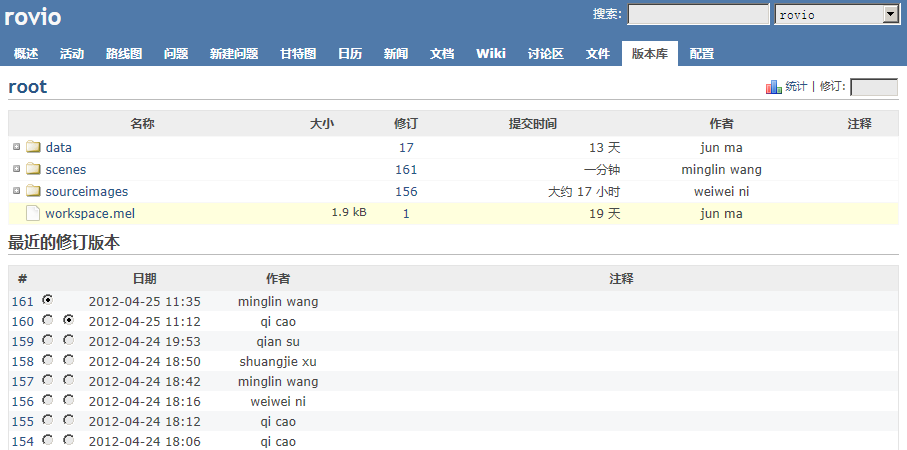 rovio 搜索: rovio
概述 活动 路线图 问题 新建问题 甘特图 日历 新闻 文档 Wiki 讨论区 文件 版本库 配置
root 统计 | 修订:
名称 大小 修订 提交时间 作者 注释
data 17 13 天 jun ma
scenes 161 一分钟 minglin wang
sourceimages 156 大约 17 小时 weiwei ni
workspace.mel 1.9 kB 1 19 天 jun ma
最近的修订版本
# 日期 作者 注释
161 2012-04-25 11:35 minglin wang
160 2012-04-25 11:12 qi cao
159 2012-04-24 19:53 qian su
158 2012-04-24 18:50 shuangjie xu
157 2012-04-24 18:42 minglin wang
156 2012-04-24 18:16 weiwei ni
155 2012-04-24 18:12 qi cao
154 2012-04-24 18:06 qi cao